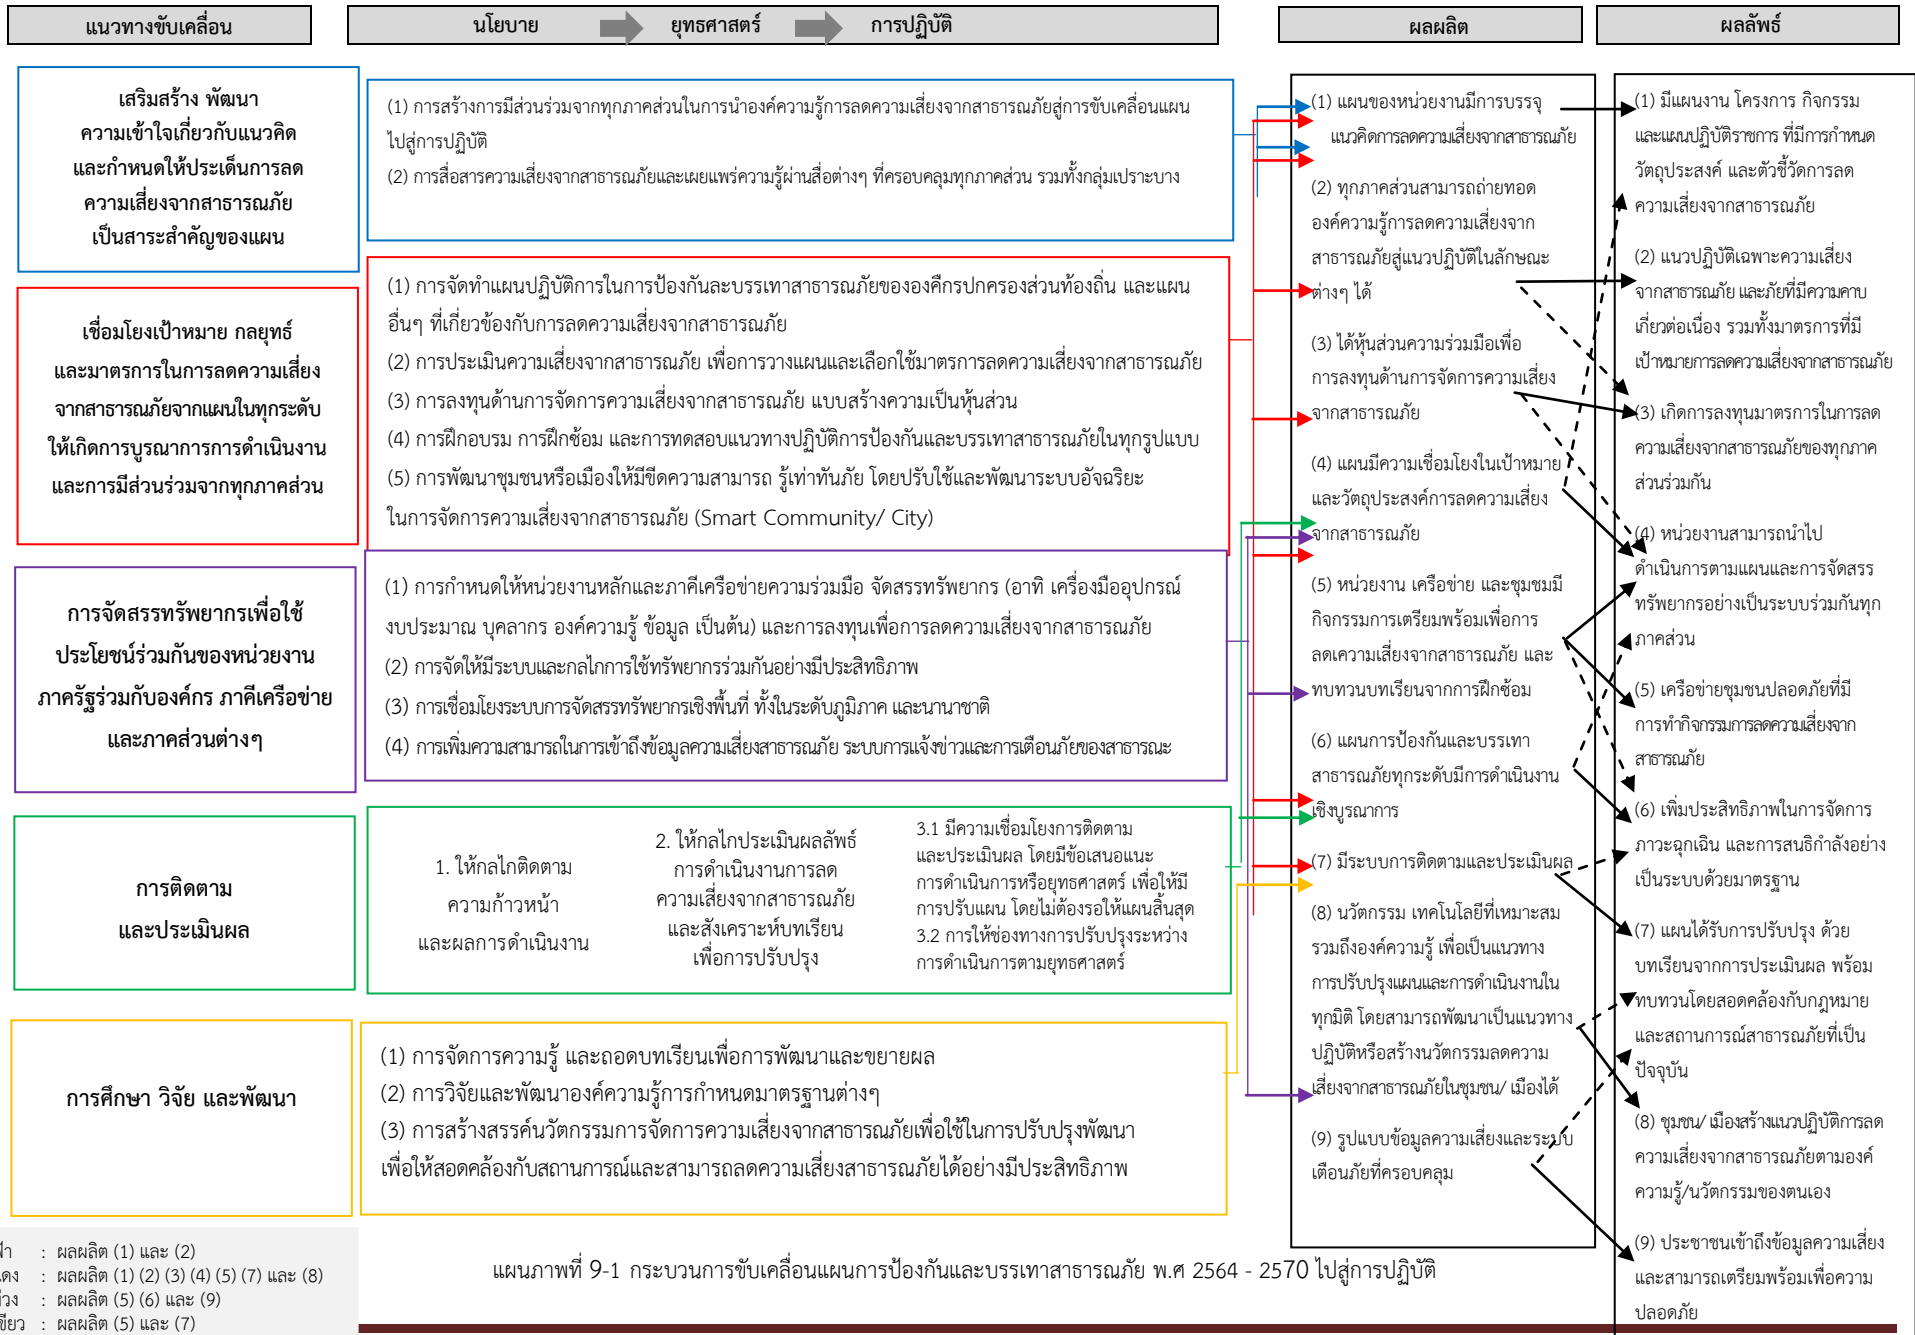 แนวทางขับเคลื่อน
นโยบาย
ยุทธศาสตร์
การปฏิบัติ
ผลผลิต
ผลลัพธ์
เสริมสร้าง พัฒนา
ความเข้าใจเกี่ยวกับแนวคิด
และกำหนดให้ประเด็นการลด
ความเสี่ยงจากสาธารณภัย
เป็นสาระสำคัญของแผน
(1) การสร้างการมีส่วนร่วมจากทุกภาคส่วนในการนำองค์ความรู้การลดความเสี่ยงจากสาธารณภัยสู่การขับเคลื่อนแผน
ไปสู่การปฏิบัติ
(2) การสื่อสารความเสี่ยงจากสาธารณภัยและเผยแพร่ความรู้ผ่านสื่อต่างๆ ที่ครอบคลุมทุกภาคส่วน รวมทั้งกลุ่มเปราะบาง
เชื่อมโยงเป้าหมาย กลยุทธ์
และมาตรการในการลดความเสี่ยง
จากสาธารณภัยจากแผนในทุกระดับ
ให้เกิดการบูรณาการการดำเนินงาน
และการมีส่วนร่วมจากทุกภาคส่วน
(1) การจัดทำแผนปฏิบัติการในการป้องกันละบรรเทาสาธารณภัยขององค์กรปกครองส่วนท้องถิ่น และแผน
อื่นๆ ที่เกี่ยวข้องกับการลดความเสี่ยงจากสาธารณภัย
(2) การประเมินความเสี่ยงจากสาธารณภัย เพื่อการวางแผนและเลือกใช้มาตรการลดความเสี่ยงจากสาธารณภัย
(3) การลงทุนด้านการจัดการความเสี่ยงจากสาธารณภัย แบบสร้างความเป็นหุ้นส่วน
(4) การฝึกอบรม การฝึกซ้อม และการทดสอบแนวทางปฏิบัติการป้องกันและบรรเทาสาธารณภัยในทุกรูปแบบ
(5) การพัฒนาชุมชนหรือเมืองให้มีขีดความสามารถ รู้เท่าทันภัย โดยปรับใช้และพัฒนาระบบอัจฉริยะ
ในการจัดการความเสี่ยงจากสาธารณภัย (Smart Community/ City)
การจัดสรรทรัพยากรเพื่อใช้
ประโยชน์ร่วมกันของหน่วยงาน
ภาครัฐร่วมกับองค์กร ภาคีเครือข่าย
และภาคส่วนต่างๆ
(1) การกำหนดให้หน่วยงานหลักและภาคีเครือข่ายความร่วมมือ จัดสรรทรัพยากร (อาทิ เครื่องมืออุปกรณ์
งบประมาณ บุคลากร องค์ความรู้ ข้อมูล เป็นต้น) และการลงทุนเพื่อการลดความเสี่ยงจากสาธารณภัย
(2) การจัดให้มีระบบและกลไกการใช้ทรัพยากรร่วมกันอย่างมีประสิทธิภาพ
(3) การเชื่อมโยงระบบการจัดสรรทรัพยากรเชิงพื้นที่ ทั้งในระดับภูมิภาค และนานาชาติ
(4) การเพิ่มความสามารถในการเข้าถึงข้อมูลความเสี่ยงสาธารณภัย ระบบการแจ้งข่าวและการเตือนภัยของสาธารณะ
การติดตาม
และประเมินผล
1. ให้กลไกติดตาม
ความก้าวหน้า
และผลการดำเนินงาน
2. ให้กลไกประเมินผลลัพธ์
การดำเนินงานการลด
ความเสี่ยงจากสาธารณภัย
และสังเคราะห์บทเรียน
เพื่อการปรับปรุง
3.1 มีความเชื่อมโยงการติดตาม
และประเมินผล โดยมีข้อเสนอแนะ
การดำเนินการหรือยุทธศาสตร์ เพื่อให้มี
การปรับแผน โดยไม่ต้องรอให้แผนสิ้นสุด
3.2 การให้ช่องทางการปรับปรุงระหว่าง
การดำเนินการตามยุทธศาสตร์
การศึกษา วิจัย และพัฒนา
(1) การจัดการความรู้ และถอดบทเรียนเพื่อการพัฒนาและขยายผล
(2) การวิจัยและพัฒนาองค์ความรู้การกำหนดมาตรฐานต่างๆ
(3) การสร้างสรรค์นวัตกรรมการจัดการความเสี่ยงจากสาธารณภัยเพื่อใช้ในการปรับปรุงพัฒนา
เพื่อให้สอดคล้องกับสถานการณ์และสามารถลดความเสี่ยงสาธารณภัยได้อย่างมีประสิทธิภาพ
(1) แผนของหน่วยงานมีการบรรจุ
แนวคิดการลดความเสี่ยงจากสาธารณภัย
(2) ทุกภาคส่วนสามารถถ่ายทอด
องค์ความรู้การลดความเสี่ยงจาก
สาธารณภัยสู่แนวปฏิบัติในลักษณะ
ต่างๆ ได้
(3) ได้หุ้นส่วนความร่วมมือเพื่อ
การลงทุนด้านการจัดการความเสี่ยง
จากสาธารณภัย
(4) แผนมีความเชื่อมโยงในเป้าหมาย
และวัตถุประสงค์การลดความเสี่ยง
จากสาธารณภัย
(5) หน่วยงาน เครือข่าย และชุมชนมี
กิจกรรมการเตรียมพร้อมเพื่อการ
ลดเความเสี่ยงจากสาธารณภัย และ
ทบทวนบทเรียนจากการฝึกซ้อม
(6) แผนการป้องกันและบรรเทา
สาธารณภัยทุกระดับมีการดำเนินงาน
เชิงบูรณาการ
(7) มีระบบการติดตามและประเมินผล
(8) นวัตกรรม เทคโนโลยีที่เหมาะสม
รวมถึงองค์ความรู้ เพื่อเป็นแนวทาง
การปรับปรุงแผนและการดำเนินงานใน
ทุกมิติ โดยสามารถพัฒนาเป็นแนวทาง
ปฏิบัติหรือสร้างนวัตกรรมลดความ
เสี่ยงจากสาธารณภัยในชุมชน/ เมืองได้
(9) รูปแบบข้อมูลความเสี่ยงและระบบ
เตือนภัยที่ครอบคลุม
(1) มีแผนงาน โครงการ กิจกรรม
และแผนปฏิบัติราชการ ที่มีการกำหนด
วัตถุประสงค์ และตัวชี้วัดการลด
ความเสี่ยงจากสาธารณภัย
(2) แนวปฏิบัติเฉพาะความเสี่ยง
จากสาธารณภัย และภัยที่มีความคาบ
เกี่ยวต่อเนื่อง รวมทั้งมาตรการที่มี
เป้าหมายการลดความเสี่ยงจากสาธารณภัย
(3) เกิดการลงทุนมาตรการในการลด
ความเสี่ยงจากสาธารณภัยของทุกภาค
ส่วนร่วมกัน
(4) หน่วยงานสามารถนำไป
ดำเนินการตามแผนและการจัดสรร
ทรัพยากรอย่างเป็นระบบร่วมกันทุก
ภาคส่วน
(5) เครือข่ายชุมชนปลอดภัยที่มี
การทำกิจกรรมการลดความเสี่ยงจาก
สาธารณภัย
(6) เพิ่มประสิทธิภาพในการจัดการ
ภาวะฉุกเฉิน และการสนธิกำลังอย่าง
เป็นระบบด้วยมาตรฐาน
(7) แผนได้รับการปรับปรุง ด้วย
บทเรียนจากการประเมินผล พร้อม
ทบทวนโดยสอดคล้องกับกฎหมาย
และสถานการณ์สาธารณภัยที่เป็น
ปัจจุบัน
(8) ชุมชน/ เมืองสร้างแนวปฏิบัติการลด
ความเสี่ยงจากสาธารณภัยตามองค์
ความรู้/นวัตกรรมของตนเอง
(9) ประชาชนเข้าถึงข้อมูลความเสี่ยง
และสามารถเตรียมพร้อมเพื่อความ
ปลอดภัย
: ผลผลิต (1) และ (2)
: ผลผลิต (1) (2) (3) (4) (5) (7) และ (8)
: ผลผลิต (5) (6) และ (9)
: ผลผลิต (5) และ (7)
แผนภาพที่ 9-1 กระบวนการขับเคลื่อนแผนการป้องกันและบรรเทาสาธารณภัย พ.ศ 2564 - 2570 ไปสู่การปฏิบัติ